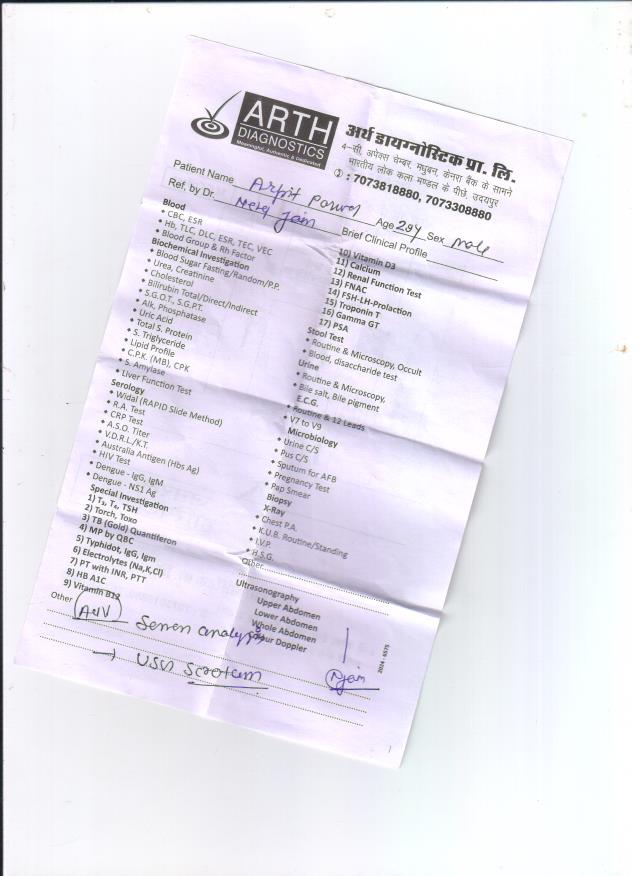 ARTH
DIAGNOSTICS
Meaningful, Authentic & Dedicated
अर्थ डायग्नोस्टिक प्रा. लि.
4-सी, अपेक्स चेम्बर, मधुबन, केनरा बैंक के सामने
भारतीय लोक कला मण्डल के पीछे, उदयपुर
: 7073618880, 7073308880
Patient Name Arpit Age 29y Sex male
Ref, by Dr. Jain Brief Clinical Profile
Blood
• CBC, ESR
• Hb, TLC, DLC, ESR, TEC, VEC
• Blood Group & Rh Factor
Biochemical Investigation
• Blood Sugar Fasting/Random/P.P.
• Urea, Creatinine
• Cholesterol
• Bilirubin Total/Direct/Indirect
• S.G.O.T., S.G.P.T.
• Alk, Phosphatase
• Uric Acid
• Total S. Protein
• S. Triglyceride
• Lipid Profile
• C.P.K. (MB), CPK
• S. Amylase
• Liver Function Test
Serology
• Widal (RAPID Slide Method)
• R.A. Test
• CRP Test
• A.S.O. Titer
• V.D.R.L./K.T.
• Australia Antigen (Hbs Ag)
• HIV Test
• Dengue - IgG, IgM
• Dengue - NS1 Ag
Special Investigation
1) T₃, T₄, TSH
2) Torch, Toxo
3) TB (Gold) Quantiferon
4) MP by QBC
5) Typhidot, IgG, Igm
6) Electrolytes (Na,K,Cl)
7) PT with INR, PTT
8) HB A1C
9) Vitamin B12
10) Vitamin D3
11) Calcium
12) Renal Function Test
13) FNAC
14) FSH-LH-Prolaction
15) Troponin T
16) Gamma GT
17) PSA
Stool Test
• Routine & Microscopy, Occult
• Blood, disaccharide test
Urine
• Routine & Microscopy,
• Bile salt, Bile pigment
E.C.G.
• Routine & 12 Leads
• V7 to V9
Microbiology
• Urine C/S
• Pus C/S
• Sputum for AFB
• Pregnancy Test
• Pap Smear
Biopsy
X-Ray
• Chest P.A.
• K.U.B. Routine/Standing
• I.V.P.
• H.S.G.
Other
Ultrasonography
Upper Abdomen
Lower Abdomen
Whole Abdomen
Colour Doppler
Other
Adv
Semen analysis
→ USG Scrotum
Njain
2024 - 6575